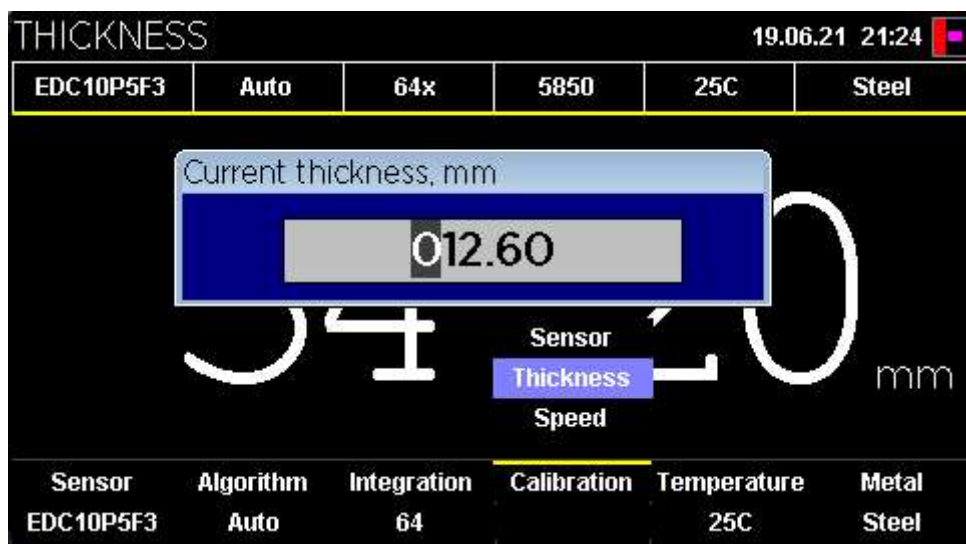 THICKNESS 19.06.21 21:24
EDC10P5F3 Auto 64x 5850 25C Steel
Current thickness, mm
012.60
Sensor
Thickness
mm
Speed
Sensor Algorithm Integration Calibration Temperature Metal
EDC10P5F3 Auto 64 25C Steel